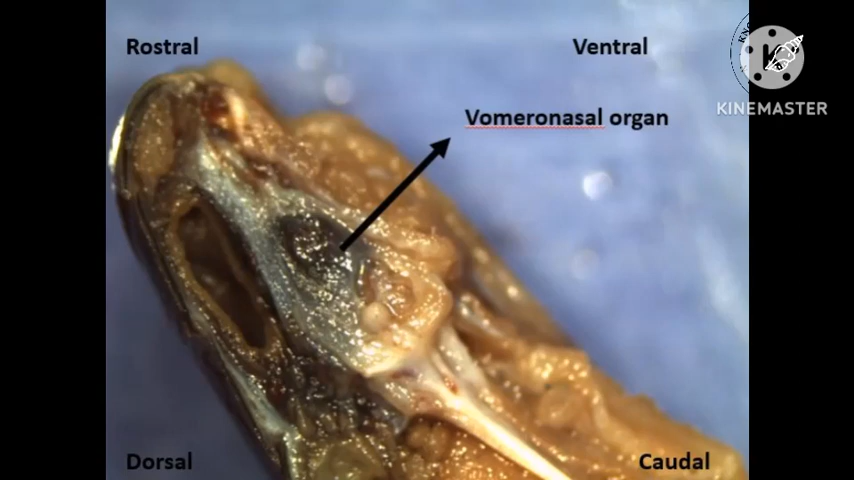 Rostral
Ventral
KINEMASTER
Vomeronasal organ
Dorsal
Caudal